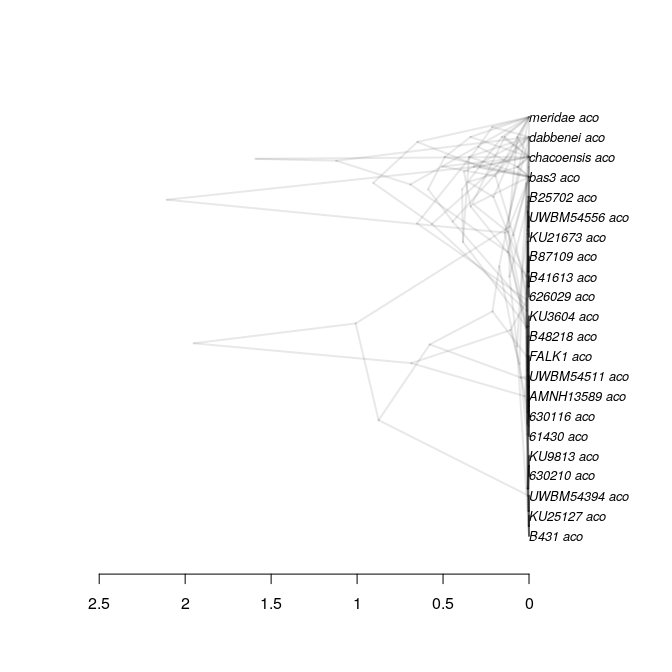 meridae aco
dabbenei aco
chacoensis aco
bas3 aco
B25702 aco
UWBM54556 aco
KU21673 aco
B87109 aco
B41613 aco
626029 aco
KU3604 aco
B48218 aco
FALK1 aco
UWBM54511 aco
AMNH13589 aco
630116 aco
61430 aco
KU9813 aco
630210 aco
UWBM54394 aco
KU25127 aco
B431 aco
2.5 2 1.5 1 0.5 0